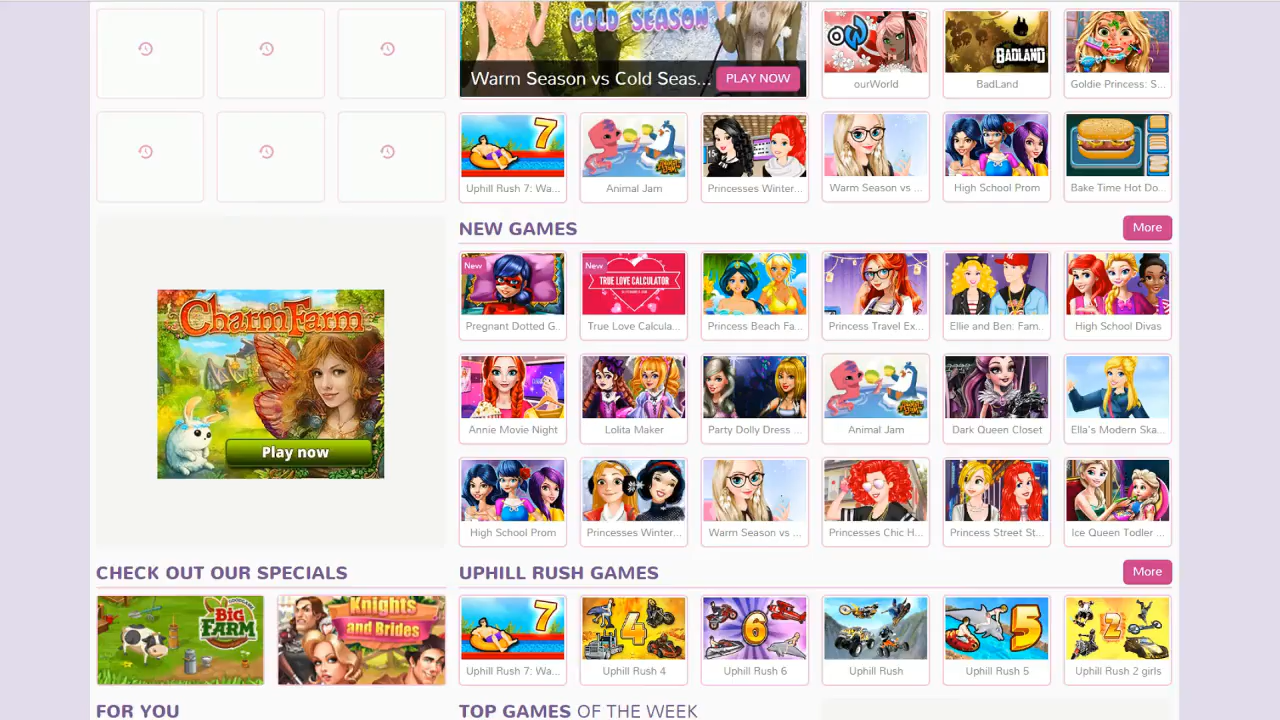 COLD SEASON
Warm Season vs Cold Seas... PLAY NOW
OW
ourWorld
BADLAND
BadLand
Goldie Princess: S...
7
Uphill Rush 7: Wa...
Animal Jam
Princesses Winter...
Warm Season vs ...
High School Prom
Bake Time Hot Do...
NEW GAMES
More
New
Pregnant Dotted G...
New
TRUE LOVE CALCULATOR
True Love Calcula...
Princess Beach Fa...
Princess Travel Ex...
Ellie and Ben: Fam...
High School Divas
Annie Movie Night
Lolita Maker
Party Dolly Dress ...
Animal Jam
Dark Queen Closet
Ella's Modern Ska...
High School Prom
Princesses Winter...
Warm Season vs ...
Princesses Chic H...
Princess Street St...
Ice Queen Todler ...
CharmFarm
Play now
CHECK OUT OUR SPECIALS
BIG FARM
Knights
and Brides
UPHILL RUSH GAMES
More
7
Uphill Rush 7: Wa...
4
Uphill Rush 4
6
Uphill Rush 6
Uphill Rush
5
Uphill Rush 5
2
Uphill Rush 2 girls
FOR YOU
TOP GAMES OF THE WEEK